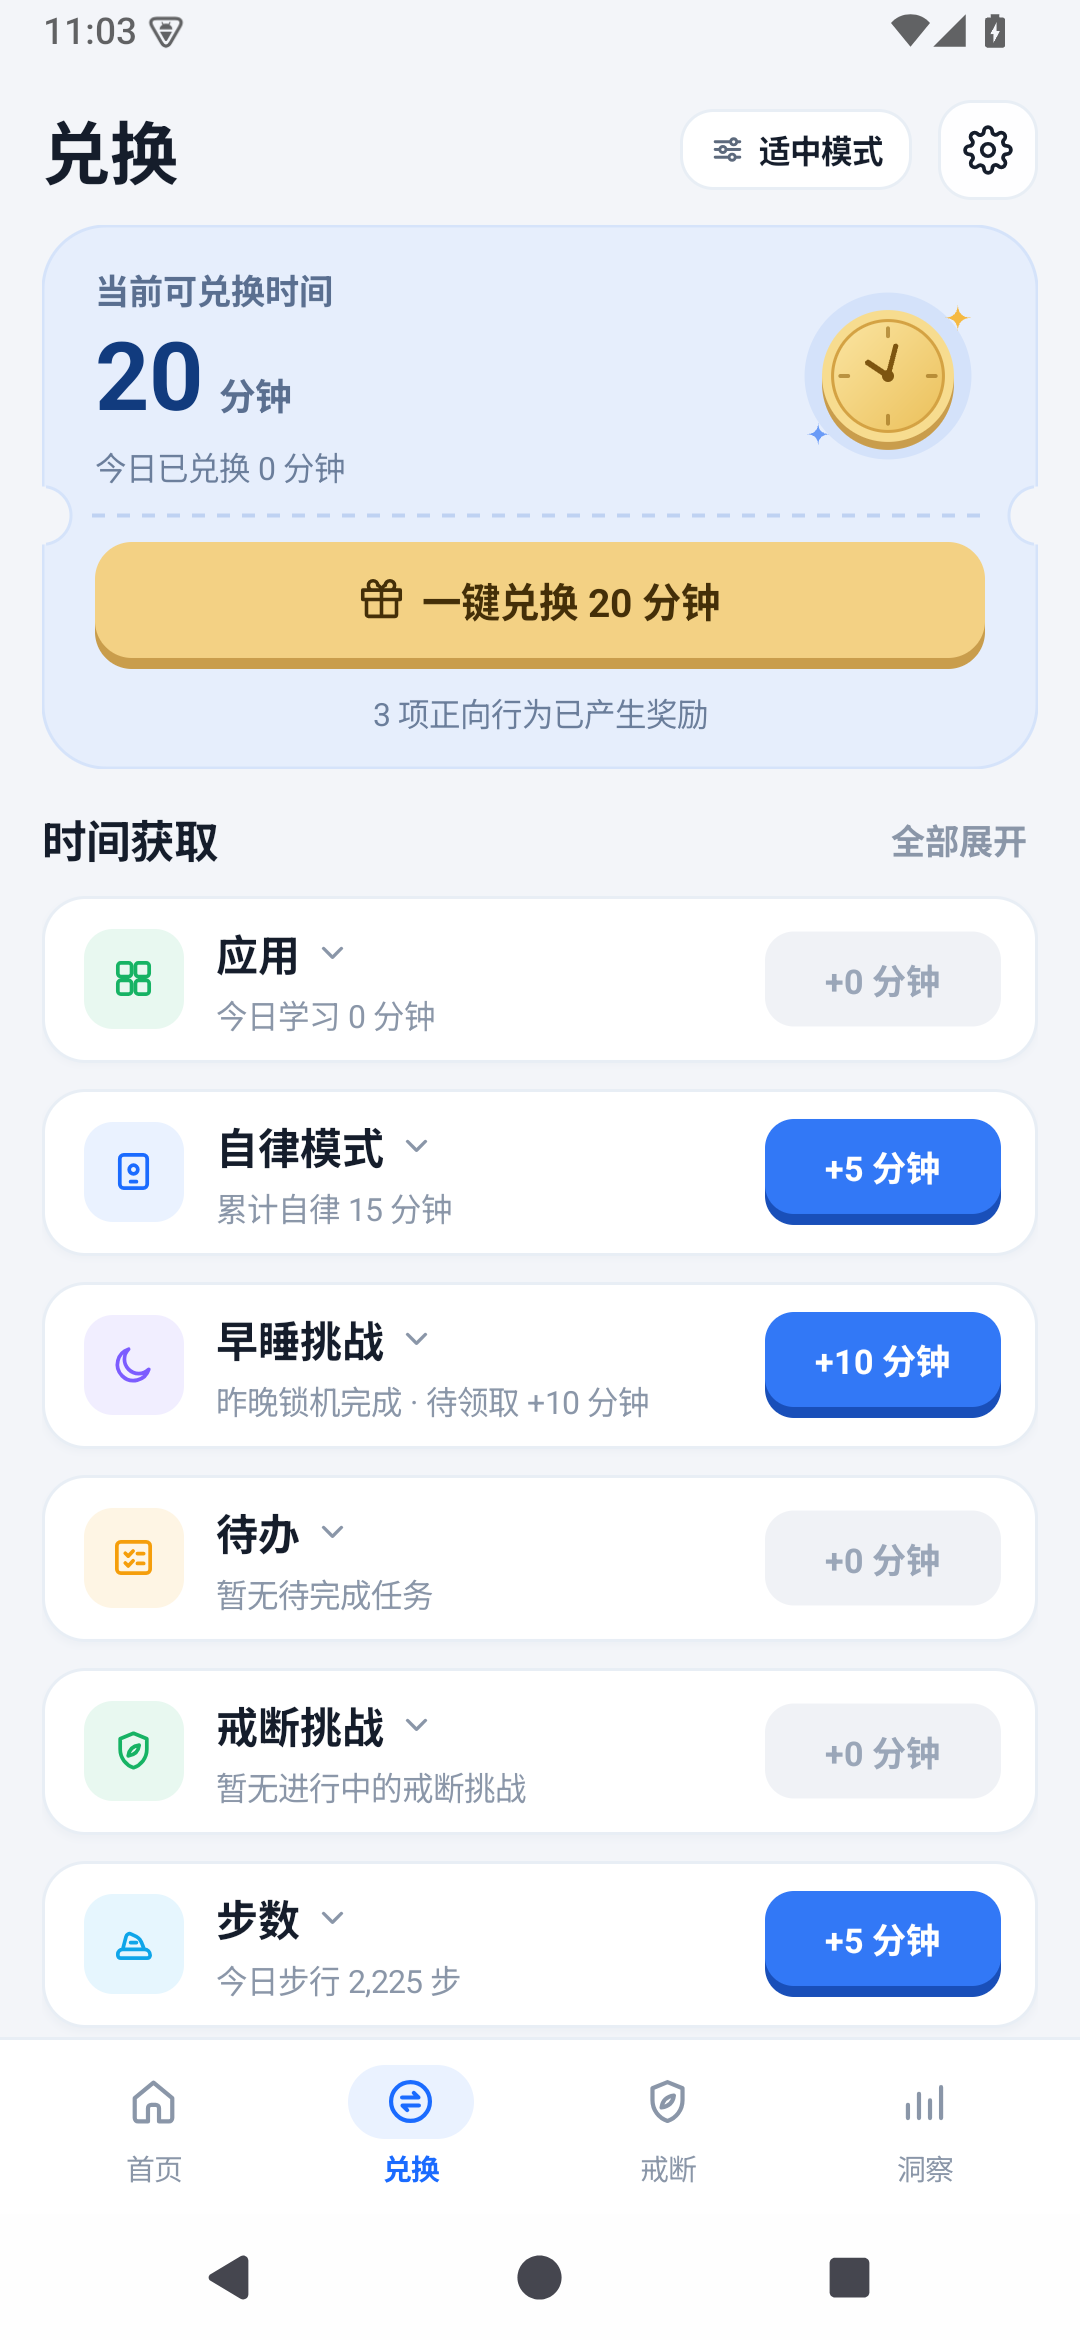 11:03
兑换
适中模式
当前可兑换时间
20 分钟
今日已兑换 0 分钟
一键兑换 20 分钟
3 项正向行为已产生奖励
时间获取
全部展开
应用
+0 分钟
今日学习 0 分钟
自律模式
+5 分钟
累计自律 15 分钟
早睡挑战
+10 分钟
昨晚锁机完成 · 待领取 +10 分钟
待办
+0 分钟
暂无待完成任务
戒断挑战
+0 分钟
暂无进行中的戒断挑战
步数
+5 分钟
今日步行 2,225 步
首页
兑换
戒断
洞察